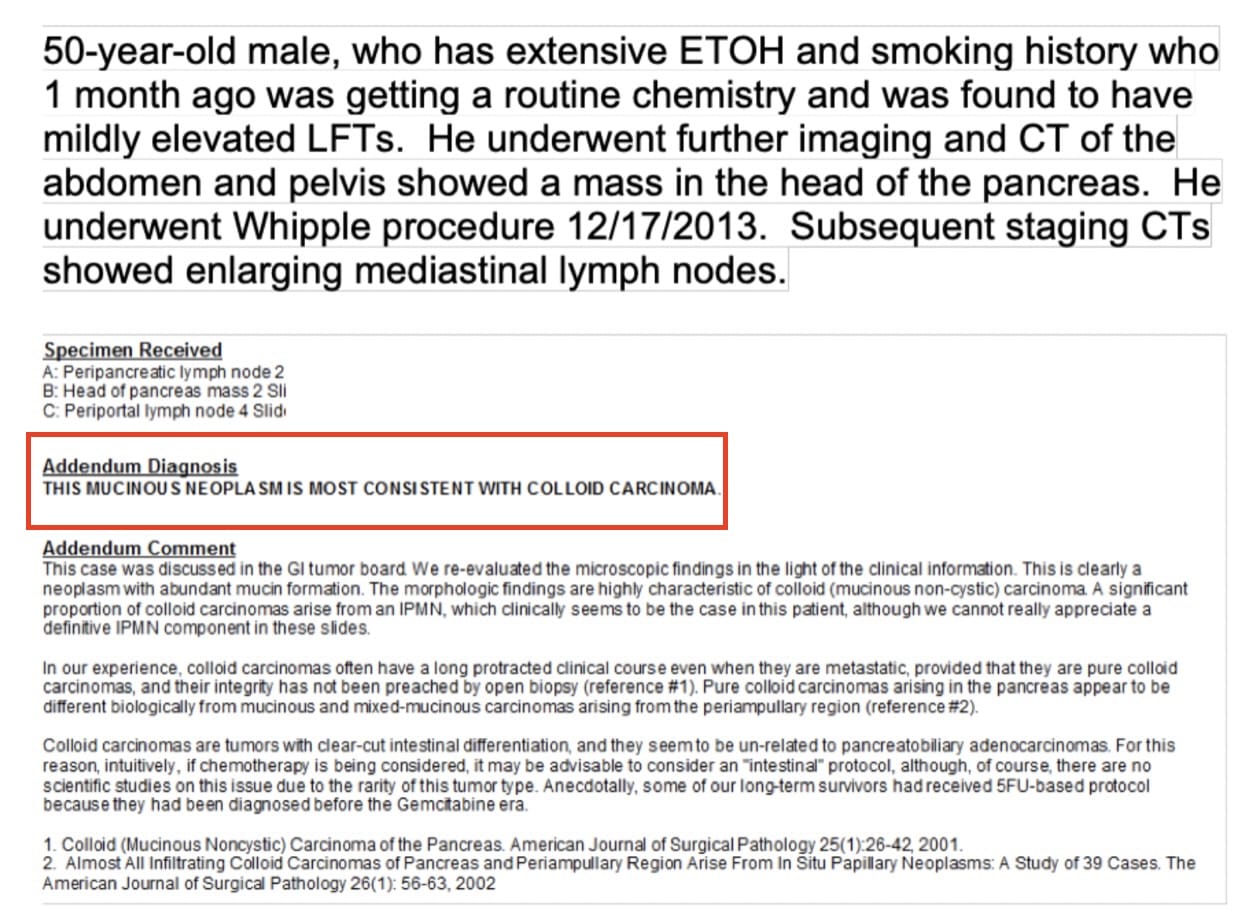 50-year-old male, who has extensive ETOH and smoking history who
1 month ago was getting a routine chemistry and was found to have
mildly elevated LFTs.  He underwent further imaging and CT of the
abdomen and pelvis showed a mass in the head of the pancreas.  He
underwent Whipple procedure 12/17/2013.  Subsequent staging CTs
showed enlarging mediastinal lymph nodes.
Specimen Received
A: Peripancreatic lymph node 2
B: Head of pancreas mass 2 Sli
C: Periportal lymph node 4 Slid
Addendum Diagnosis
THIS MUCINOUS NEOPLASM IS MOST CONSISTENT WITH COLLOID CARCINOMA.
Addendum Comment
This case was discussed in the GI tumor board. We re-evaluated the microscopic findings in the light of the clinical information. This is clearly a
neoplasm with abundant mucin formation. The morphologic findings are highly characteristic of colloid (mucinous non-cystic) carcinoma. A significant
proportion of colloid carcinomas arise from an IPMN, which clinically seems to be the case in this patient, although we cannot really appreciate a
definitive IPMN component in these slides.
In our experience, colloid carcinomas often have a long protracted clinical course even when they are metastatic, provided that they are pure colloid
carcinomas, and their integrity has not been preached by open biopsy (reference #1). Pure colloid carcinomas arising in the pancreas appear to be
different biologically from mucinous and mixed-mucinous carcinomas arising from the periampullary region (reference #2).
Colloid carcinomas are tumors with clear-cut intestinal differentiation, and they seem to be un-related to pancreatobiliary adenocarcinomas. For this
reason, intuitively, if chemotherapy is being considered, it may be advisable to consider an "intestinal" protocol, although, of course, there are no
scientific studies on this issue due to the rarity of this tumor type. Anecdotally, some of our long-term survivors had received 5FU-based protocol
because they had been diagnosed before the Gemcitabine era.
1. Colloid (Mucinous Noncystic) Carcinoma of the Pancreas. American Journal of Surgical Pathology 25(1):26-42, 2001.
2.  Almost All Infiltrating Colloid Carcinomas of Pancreas and Periampullary Region Arise From In Situ Papillary Neoplasms: A Study of 39 Cases. The
American Journal of Surgical Pathology 26(1): 56-63, 2002